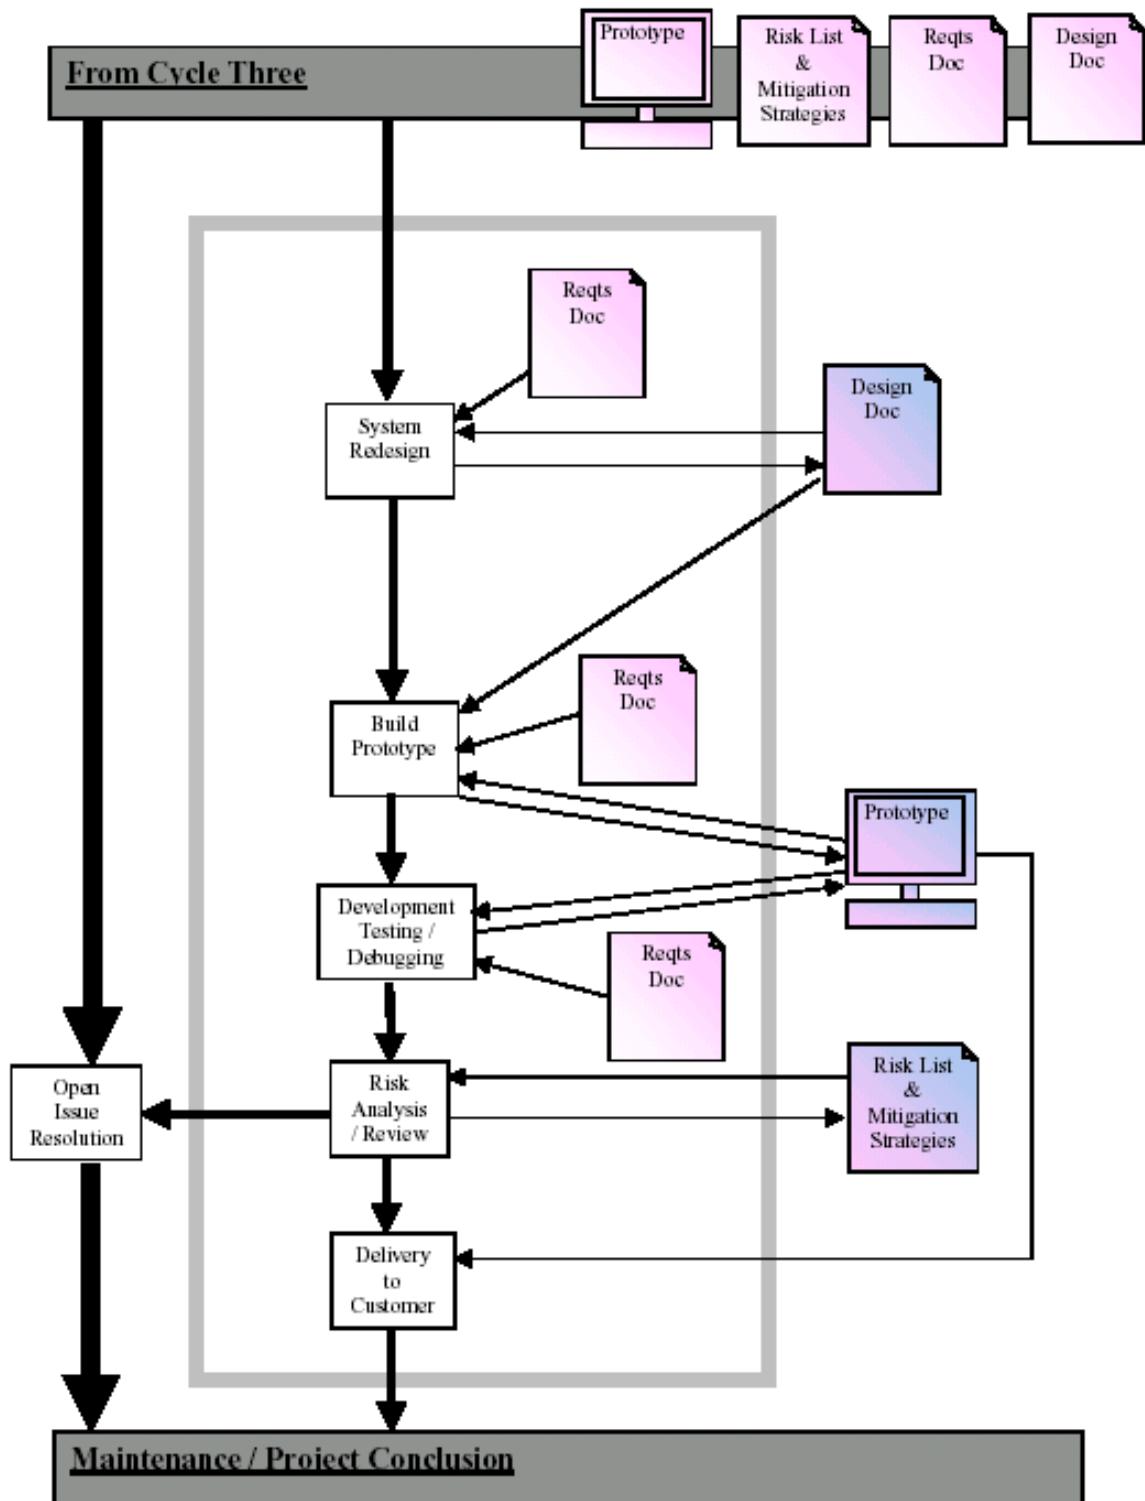 From Cycle Three
Prototype
Risk List
&
Mitigation
Strategies
Reqts
Doc
Design
Doc
Reqts
Doc
System
Redesign
Design
Doc
Reqts
Doc
Build
Prototype
Prototype
Development
Testing /
Debugging
Reqts
Doc
Open
Issue
Resolution
Risk
Analysis
/ Review
Risk List
&
Mitigation
Strategies
Delivery
to
Customer
Maintenance / Project Conclusion